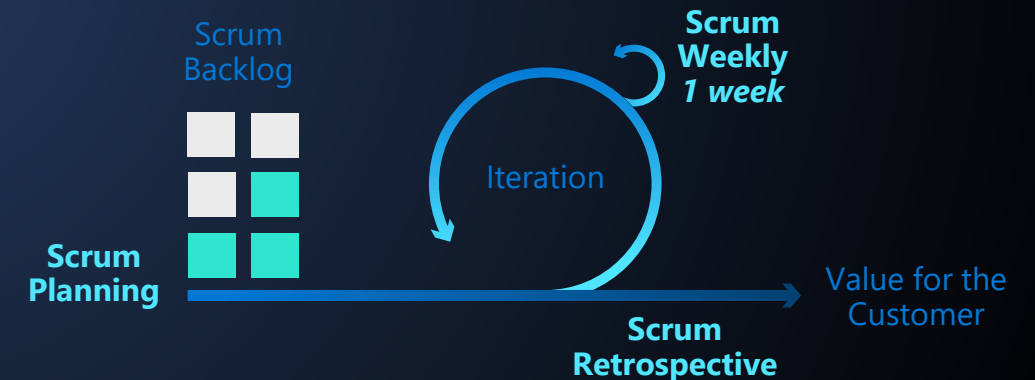 Scrum
Backlog
Scrum
Weekly
1 week
Iteration
Scrum
Planning
Value for the
Customer
Scrum
Retrospective